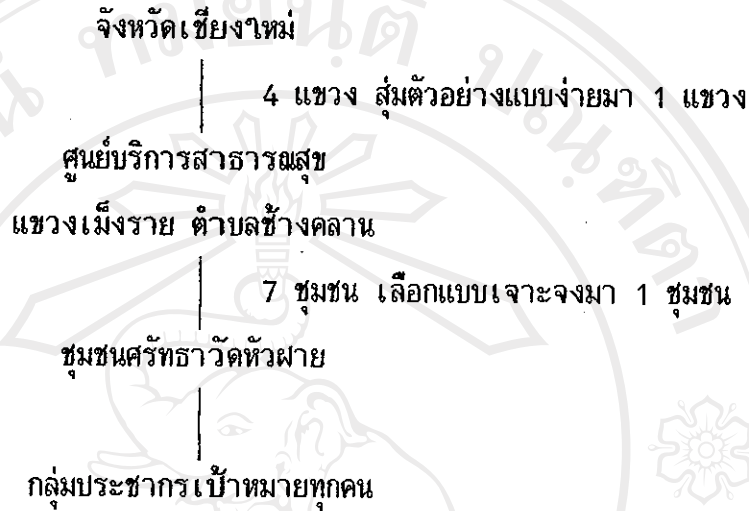 จังหวัดเชียงใหม่
4 แขวง สุ่มตัวอย่างแบบง่ายมา 1 แขวง
ศูนย์บริการสาธารณสุข
แขวงเม็งราย ตำบลช้างคลาน
7 ชุมชน เลือกแบบเจาะจงมา 1 ชุมชน
ชุมชนศรัทธาวัดหัวฝาย
กลุ่มประชากรเป้าหมายทุกคน